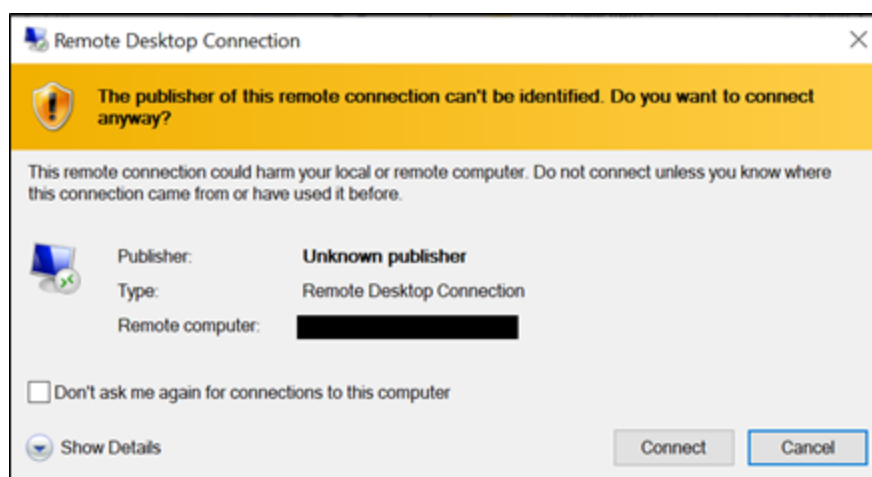 Remote Desktop Connection
The publisher of this remote connection can't be identified. Do you want to connect
anyway?
This remote connection could harm your local or remote computer. Do not connect unless you know where
this connection came from or have used it before.
Publisher: Unknown publisher
Type: Remote Desktop Connection
Remote computer:
Don't ask me again for connections to this computer
Show Details Connect Cancel